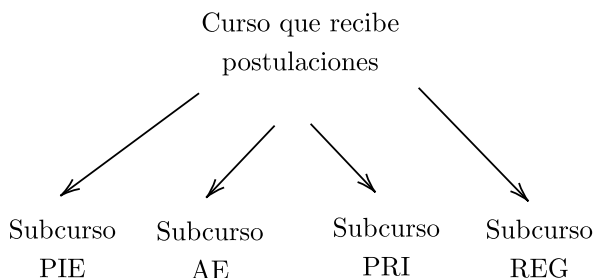 Curso que recibe
postulaciones
Subcurso
PIE
Subcurso
AE
Subcurso
PRI
Subcurso
REG